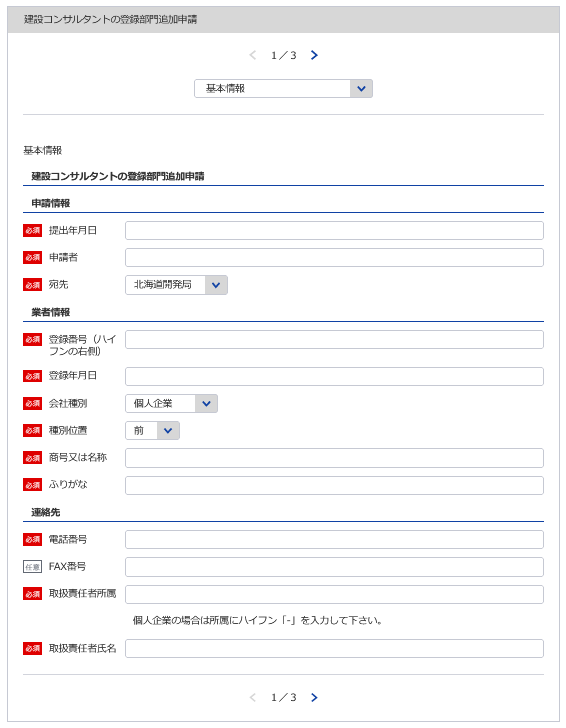 建設コンサルタントの登録部門追加申請
1／3
基本情報
基本情報
建設コンサルタントの登録部門追加申請
申請情報
必須 提出年月日
必須 申請者
必須 宛先 北海道開発局
業者情報
必須 登録番号（ハイ
フンの右側）
必須 登録年月日
必須 会社種別 個人企業
必須 種別位置 前
必須 商号又は名称
必須 ふりがな
連絡先
必須 電話番号
任意 FAX番号
必須 取扱責任者所属
個人企業の場合は所属にハイフン「-」を入力して下さい。
必須 取扱責任者氏名
1／3